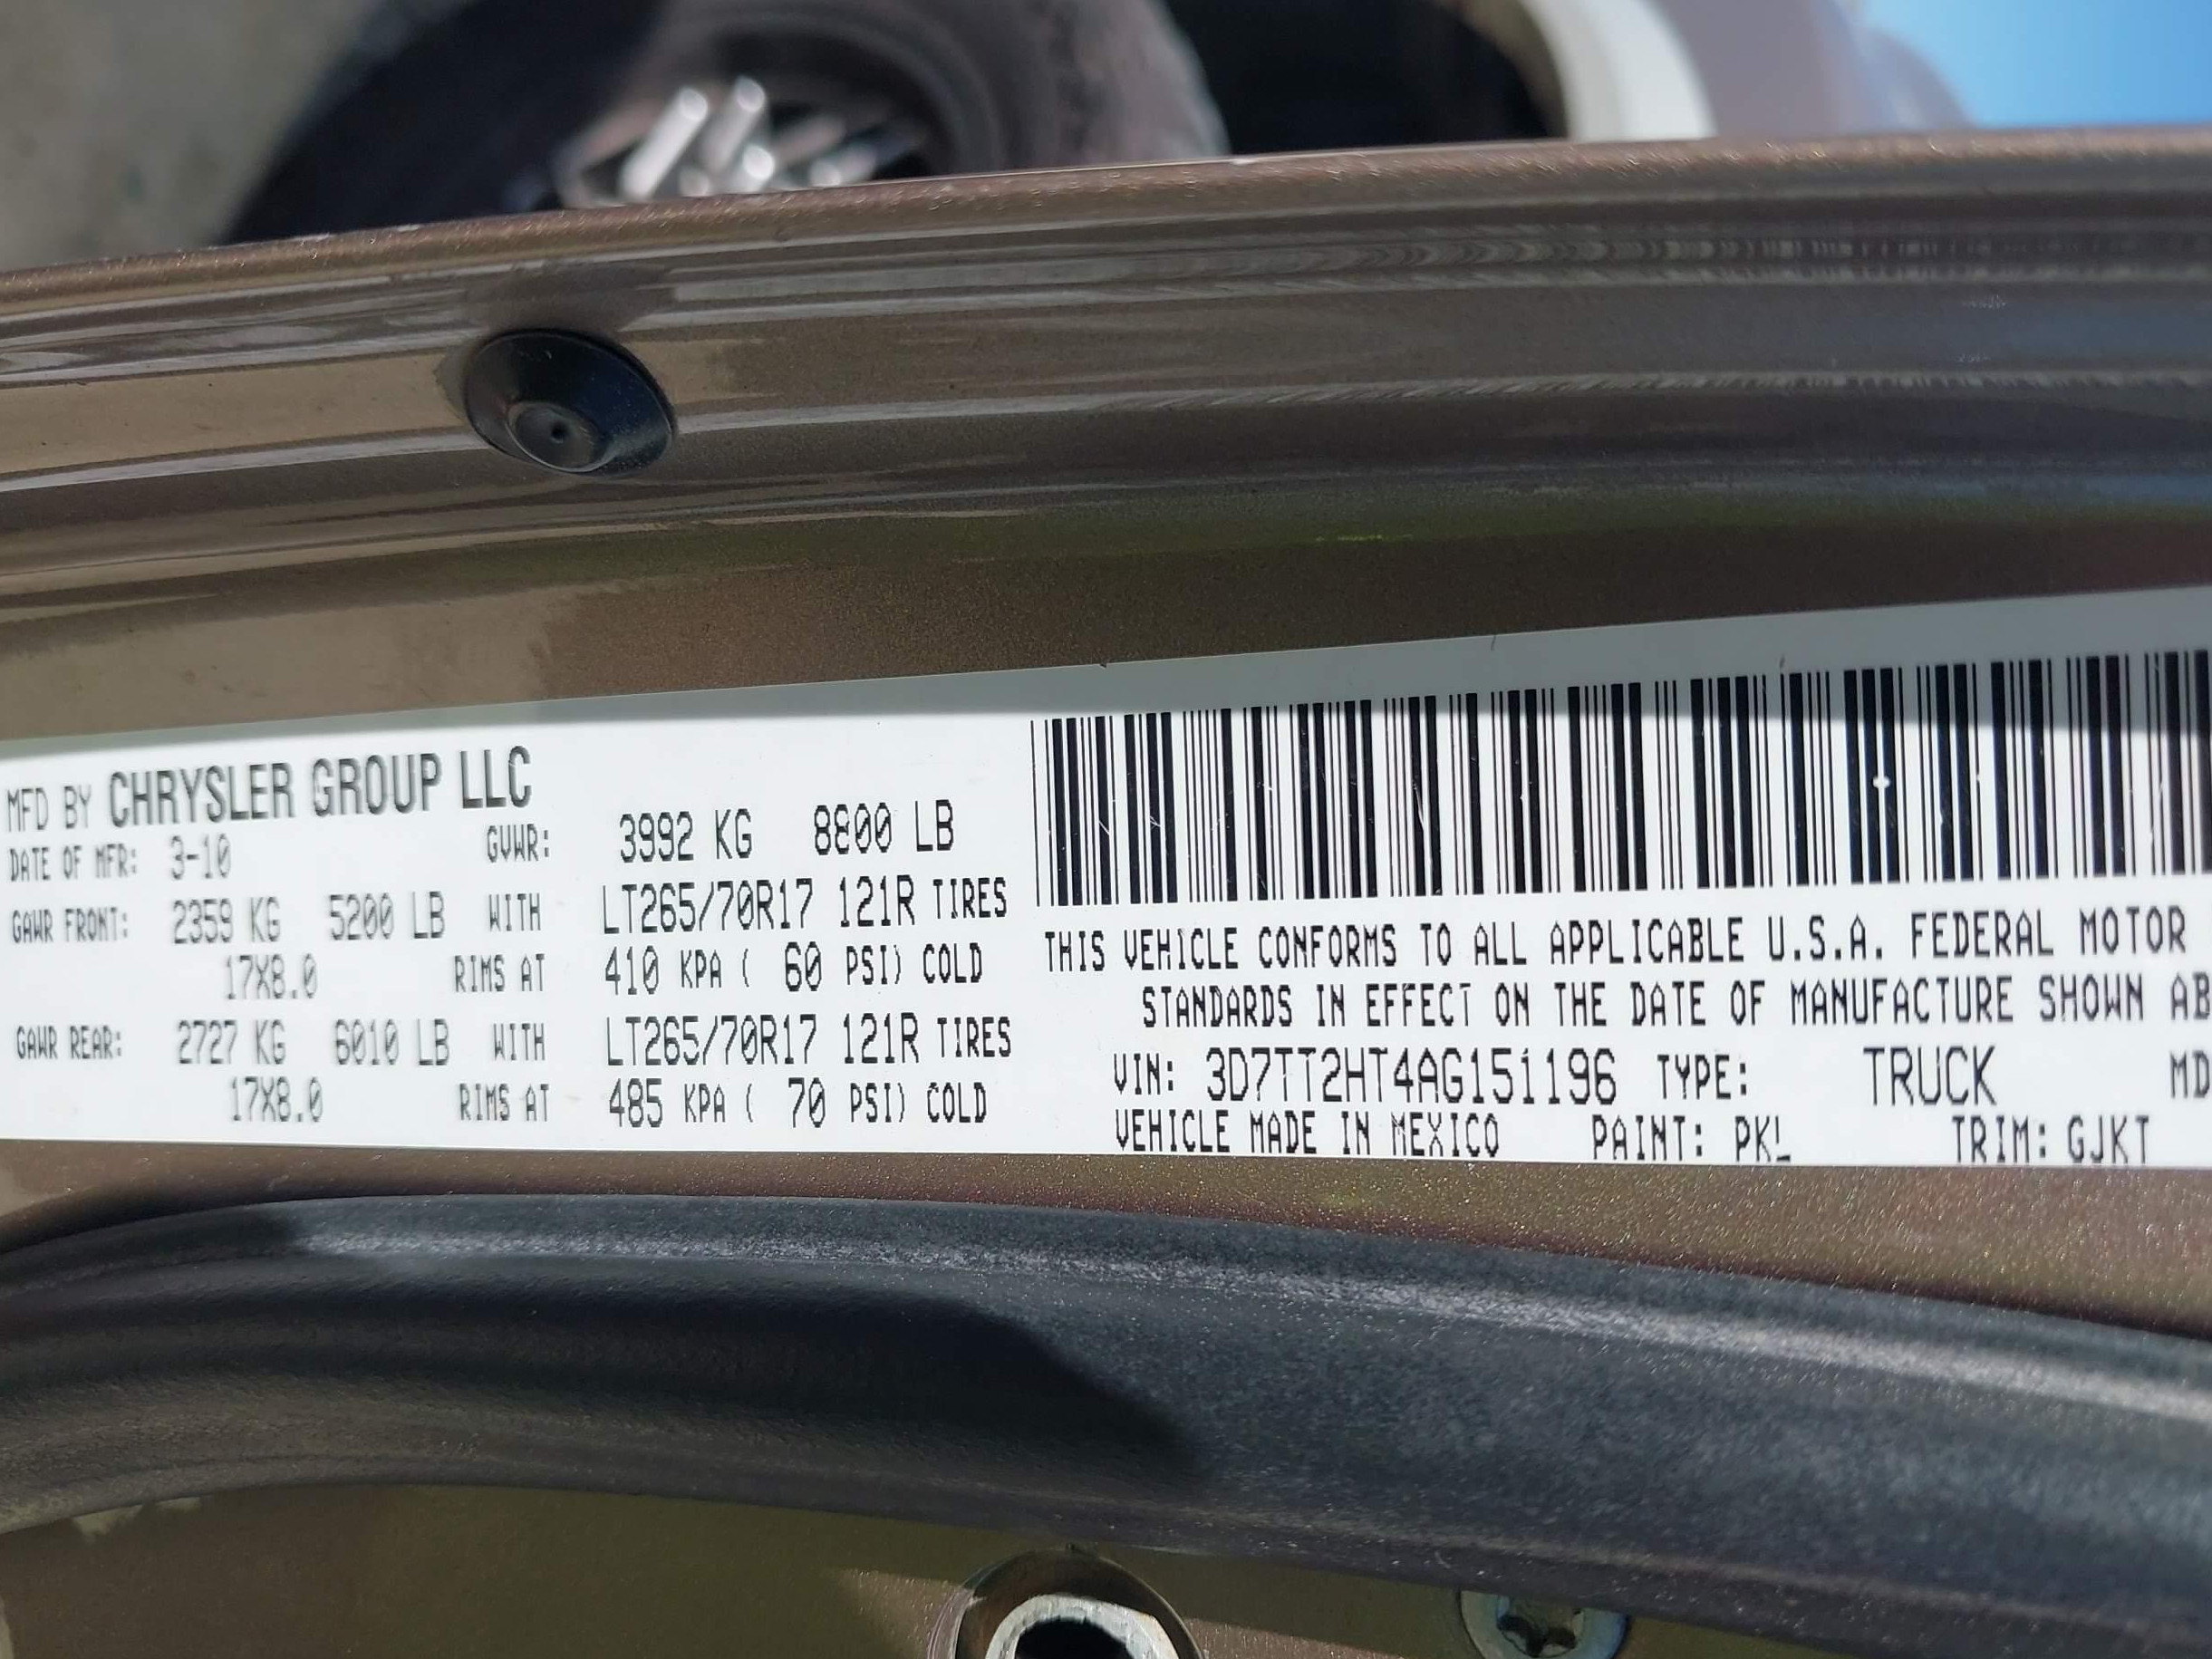 MFD BY CHRYSLER GROUP LLC
DATE OF MFR: 3-10 GVWR: 3992 KG 8800 LB
GAWR FRONT: 2359 KG 5200 LB WITH LT265/70R17 121R TIRES
17X8.0 RIMS AT 410 KPA ( 60 PSI) COLD
GAWR REAR: 2727 KG 6010 LB WITH LT265/70R17 121R TIRES
17X8.0 RIMS AT 485 KPA ( 70 PSI) COLD
THIS VEHICLE CONFORMS TO ALL APPLICABLE U.S.A. FEDERAL MOTOR
STANDARDS IN EFFECT ON THE DATE OF MANUFACTURE SHOWN AB
VIN: 3D7TT2HT4AG151196 TYPE: TRUCK MD
VEHICLE MADE IN MEXICO PAINT: PKL TRIM: GJKT